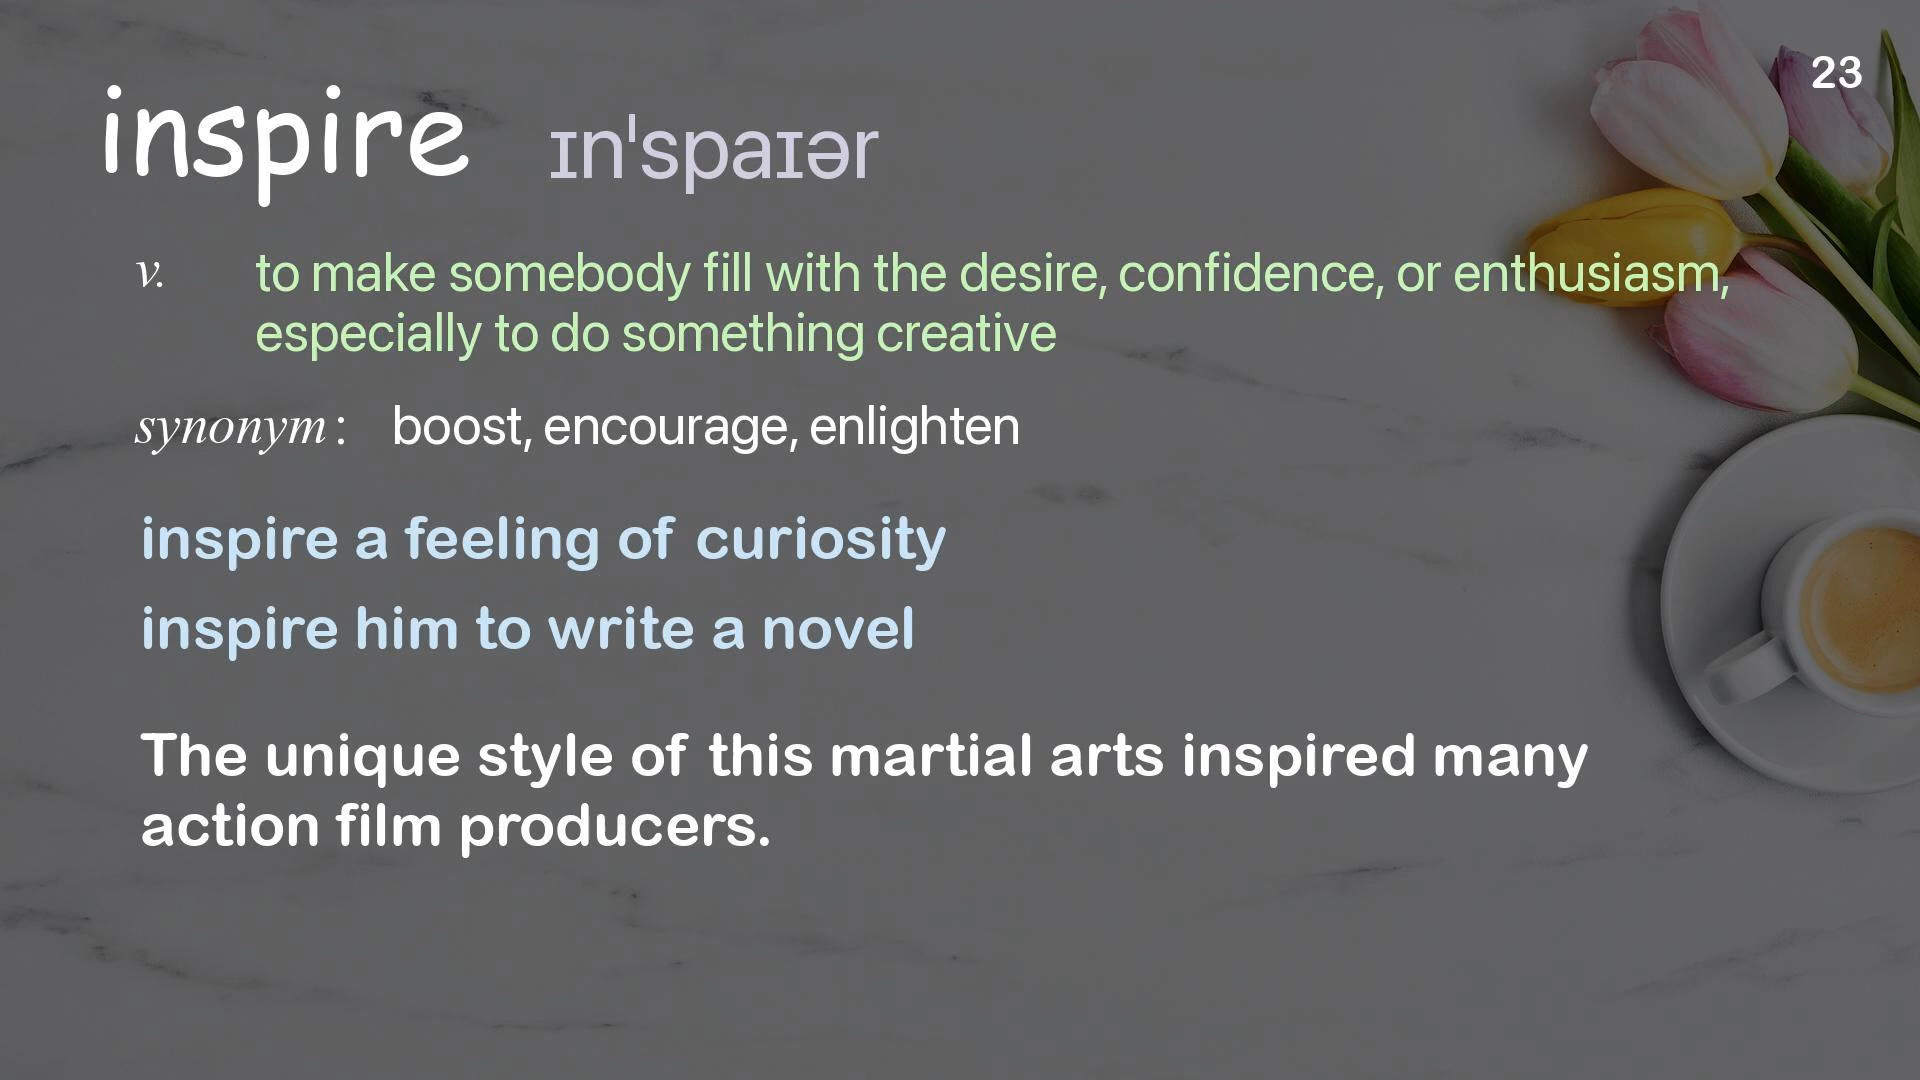 23
inspire ɪnˈspaɪər
v. to make somebody fill with the desire, confidence, or enthusiasm,
especially to do something creative
synonym : boost, encourage, enlighten
inspire a feeling of curiosity
inspire him to write a novel
The unique style of this martial arts inspired many
action film producers.